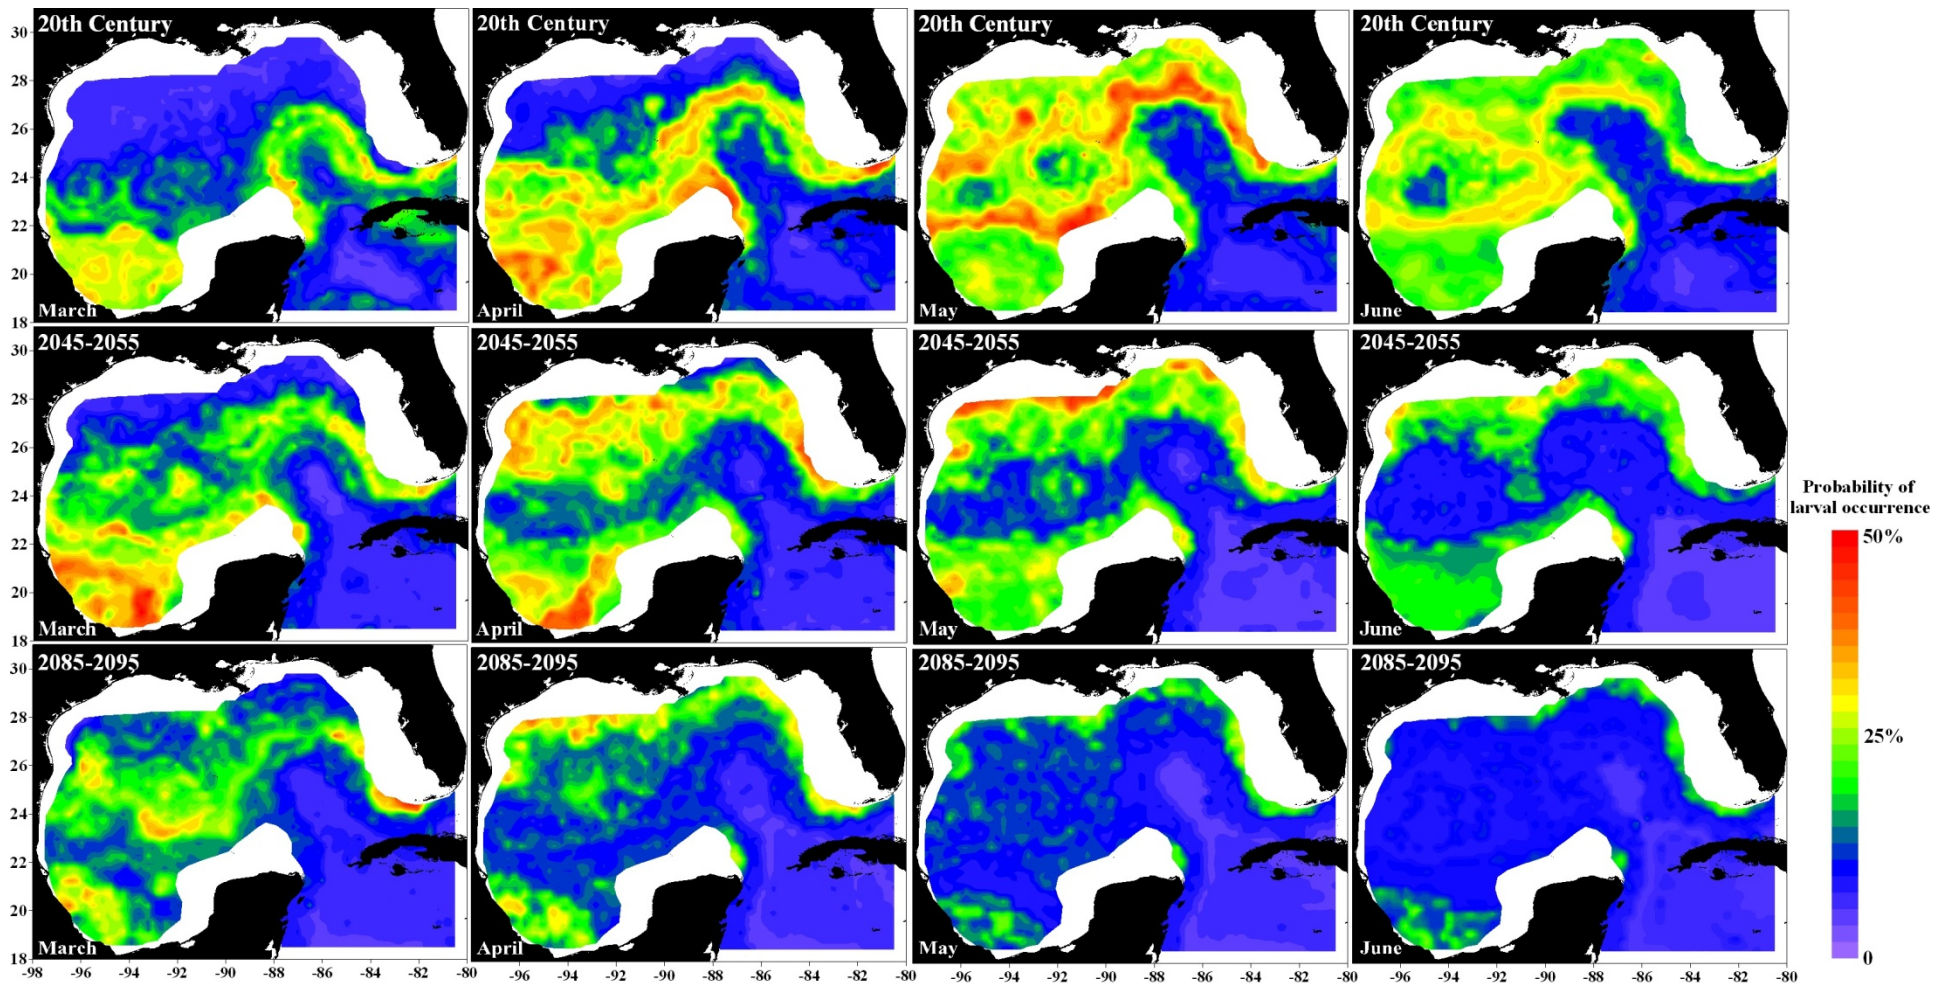 20th Century 20th Century 20th Century 20th Century
30
28
26
24
22
20
18
March April May June
2045-2055 2045-2055 2045-2055 2045-2055
30
28
26
24
22
20
18
March April May June
2085-2095 2085-2095 2085-2095 2085-2095
30
28
26
24
22
20
18
March April May June
-98 -96 -94 -92 -90 -88 -86 -84 -82 -80 -96 -94 -92 -90 -88 -86 -84 -82 -80 -96 -94 -92 -90 -88 -86 -84 -82 -80 -96 -94 -92 -90 -88 -86 -84 -82 -80
Probability of
larval occurrence
50%
25%
0